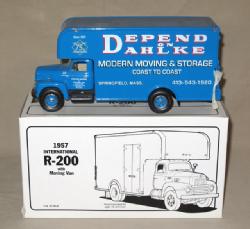 DEPEND
ON
DAHLKE
MODERN MOVING & STORAGE
COAST TO COAST
SPRINGFIELD, MASS.
413-543-1520
R-200
1957
INTERNATIONAL
R-200
with
Moving Van